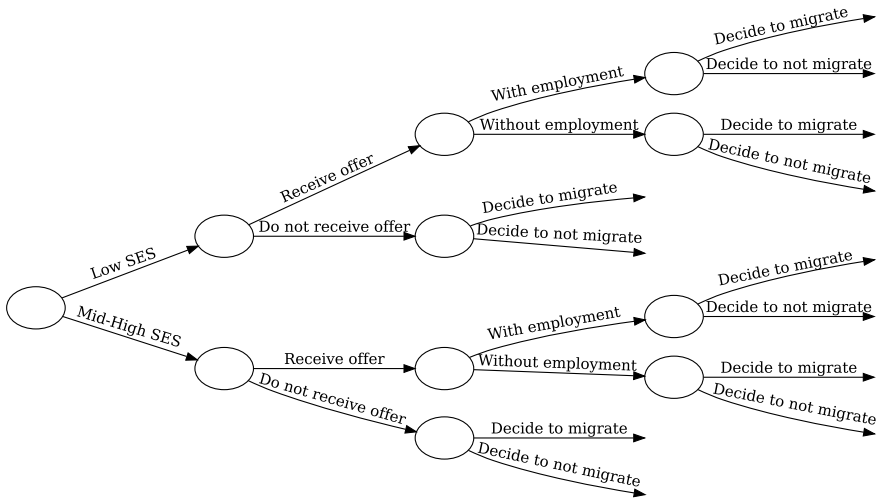 Decide to migrate
With employment
Decide to not migrate
Without employment
Decide to migrate
Receive offer
Decide to not migrate
Decide to migrate
Do not receive offer
Decide to not migrate
Low SES
Decide to migrate
Mid-High SES
With employment
Decide to not migrate
Receive offer
Without employment
Decide to migrate
Do not receive offer
Decide to not migrate
Decide to migrate
Decide to not migrate